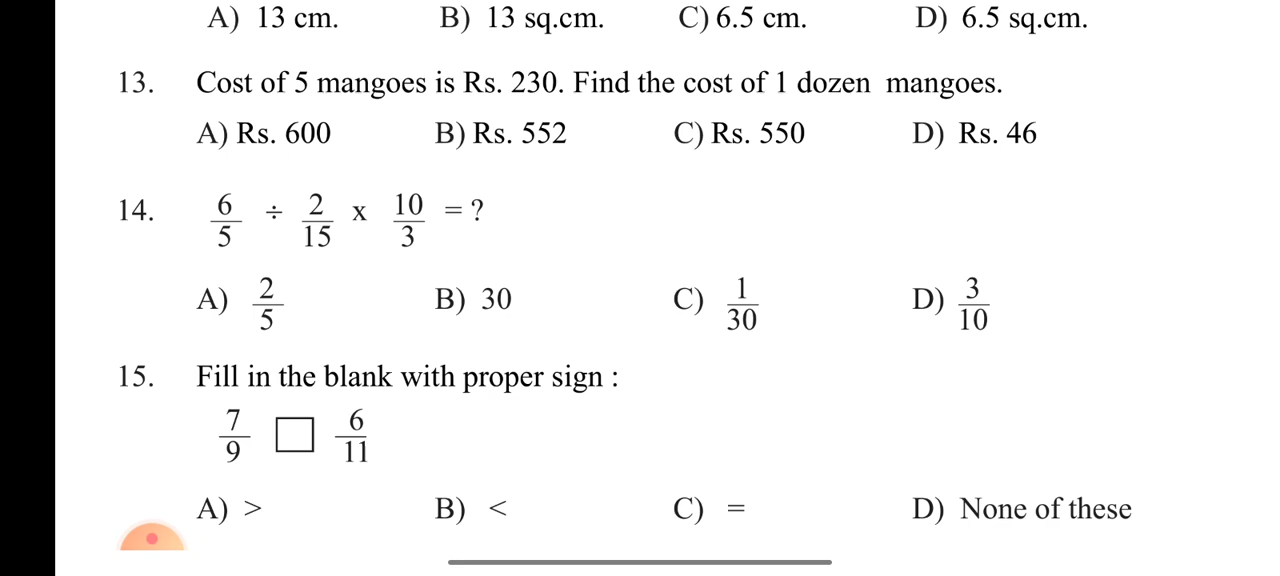 A) 13 cm. B) 13 sq.cm. C) 6.5 cm. D) 6.5 sq.cm.
13. Cost of 5 mangoes is Rs. 230. Find the cost of 1 dozen mangoes.
A) Rs. 600 B) Rs. 552 C) Rs. 550 D) Rs. 46
14. 6/5 ÷ 2/15 x 10/3 = ?
A) 2/5 B) 30 C) 1/30 D) 3/10
15. Fill in the blank with proper sign :
7/9 □ 6/11
A) > B) < C) = D) None of these